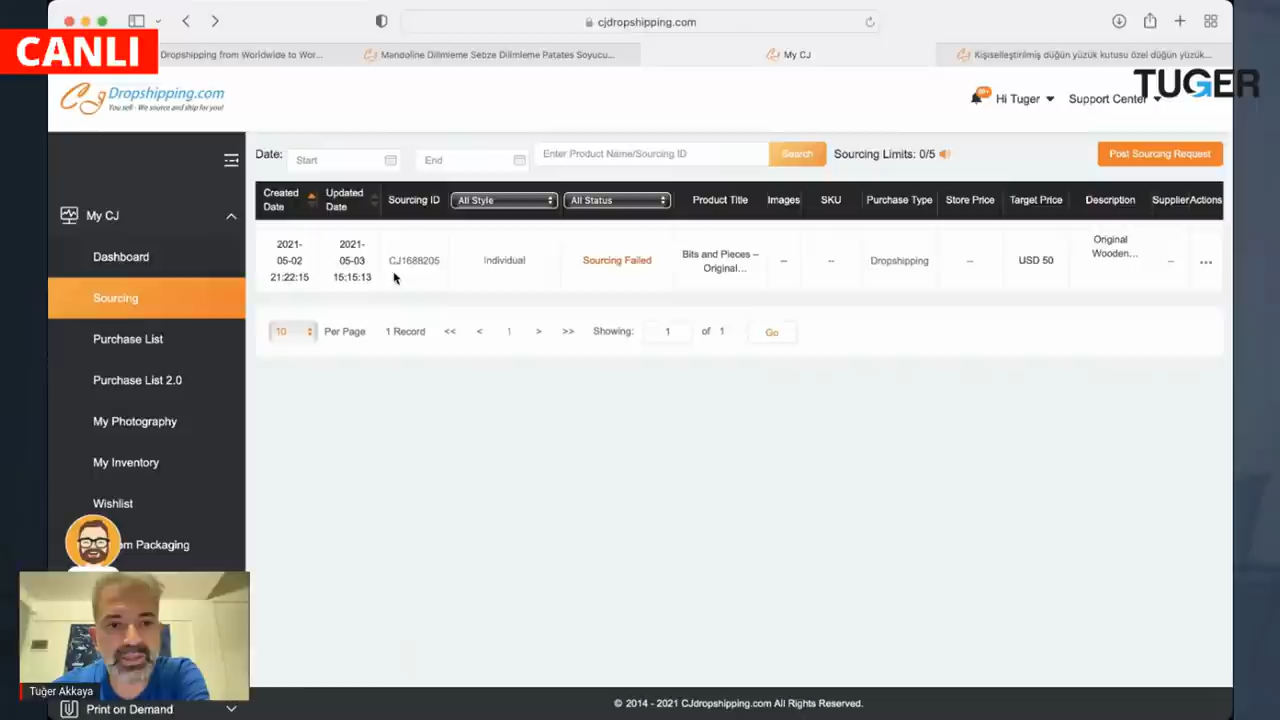 CANLI
cjdropshipping.com
Dropshipping from Worldwide to Wor...
Mandoline Dilimleme Sebze Dilimleme Patates Soyucu...
My CJ
Kişiselleştirilmiş düğün yüzük kutusu özel düğün yüzük...
TUGER
CJ Dropshipping.com
You sell - We source and ship for you!
Hi Tuger
Support Center
Date:
Start
End
Enter Product Name/Sourcing ID
Search
Sourcing Limits: 0/5
Post Sourcing Request
Created Date
Updated Date
Sourcing ID
All Style
All Status
Product Title
Images
SKU
Purchase Type
Store Price
Target Price
Description
Supplier
Actions
2021-
05-02
21:22:15
2021-
05-03
15:15:13
CJ1688205
Individual
Sourcing Failed
Bits and Pieces –
Original...
--
--
Dropshipping
--
USD 50
Original
Wooden...
--
...
10
Per Page
1 Record
<<
<
1
>
>>
Showing:
1
of 1
Go
My CJ
Dashboard
Sourcing
Purchase List
Purchase List 2.0
My Photography
My Inventory
Wishlist
om Packaging
Tuğer Akkaya
Print on Demand
© 2014 - 2021 CJdropshipping.com All Rights Reserved.